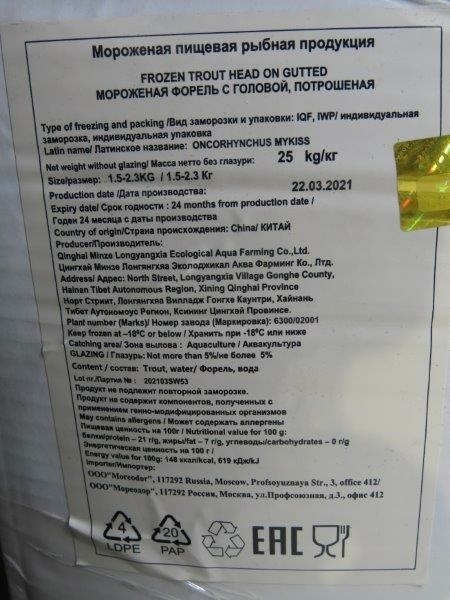 Мороженая пищевая рыбная продукция
FROZEN TROUT HEAD ON GUTTED
МОРОЖЕНАЯ ФОРЕЛЬ С ГОЛОВОЙ, ПОТРОШЕНАЯ
Type of freezing and packing /Вид заморозки и упаковки: IQF, IWP/ индивидуальная
заморозка, индивидуальная упаковка
Latin name/ Латинское название: ONCORHYNCHUS MYKISS
Net weight without glazing/ Масса нетто без глазури: 25 kg/кг
Size/размер: 1.5-2.3KG / 1.5-2.3 Кг
Production date /Дата производства: 22.03.2021
Expiry date/ Срок годности : 24 months from production date /
Годен 24 месяца с даты производства
Country of origin/Страна происхождения: China/ КИТАЙ
Producer/Производитель:
Qinghai Minze Longyangxia Ecological Aqua Farming Co.,Ltd.
Цингхай Минзе Лонгянгхяа Эколоджикал Аква Фарминг Ко., Лтд.
Address/ Адрес: North Street, Longyangxia Village Gonghe County,
Hainan Tibet Autonomous Region, Xining Qinghai Province
Норт Стриит, Лонгянгхяа Вилладж Гонгхе Каунтри, Хайнань
Тибет Аутономоус Регион, Ксининг Цингхай Провинсе.
Plant number (Marks)/ Номер завода (Маркировка): 6300/02001
Keep frozen at –18°C or below / Хранить при -18° или ниже
Catching area/ Зона вылова : Aquaculture / Аквакультура
GLAZING / Глазурь: Not more than 5%/не более 5%
Content / состав: Trout, water/ Форель, вода
Lot nr./Партия № : 202103SW53
Продукт не подлежит повторной заморозке.
Продукт не содержит компонентов, полученных с
применением генно-модифицированных организмов
May contains allergens / Может содержать аллергены
Пищевая ценность на 100г / Nutritional value for 100 g:
белки/protein – 21 г/g, жиры/fat – 7 г/g, углеводы/carbohydrates – 0 г/g
Энергетическая ценность на 100 г /
Energy value for 100g: 148 ккал/kcal, 619 кДж/kJ
Importer/Импортер:
ООО"Moreodor", 117292 Russia, Moscow, Profsoyuznaya Str., 3, office 412/
ООО"Мореодор", 117292 Россия, Москва, ул.Профсоюзная, д.3., офис 412
4 20 EAC
LDPE PAP